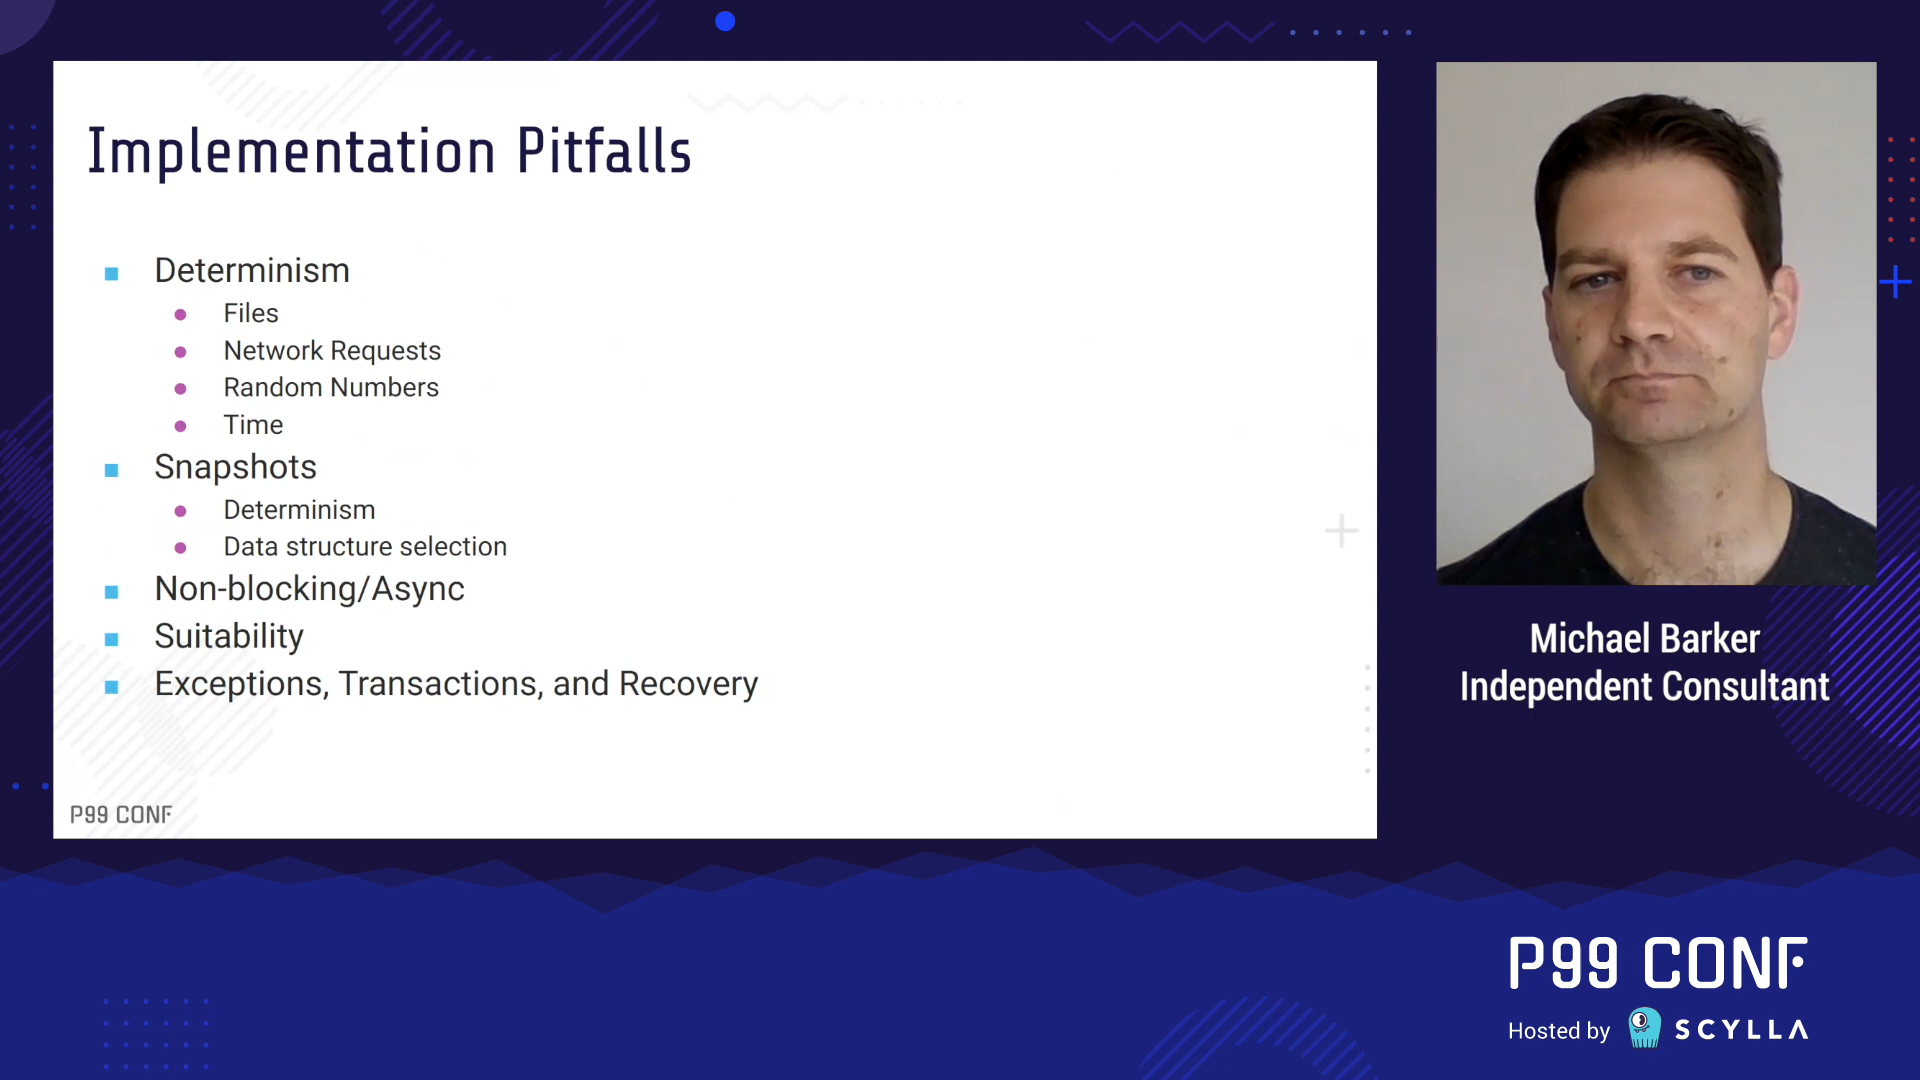 Implementation Pitfalls
Determinism
Files
Network Requests
Random Numbers
Time
Snapshots
Determinism
Data structure selection
Non-blocking/Async
Suitability
Exceptions, Transactions, and Recovery
P99 CONF
Michael Barker
Independent Consultant
P99 CONF
Hosted by SCYLLA